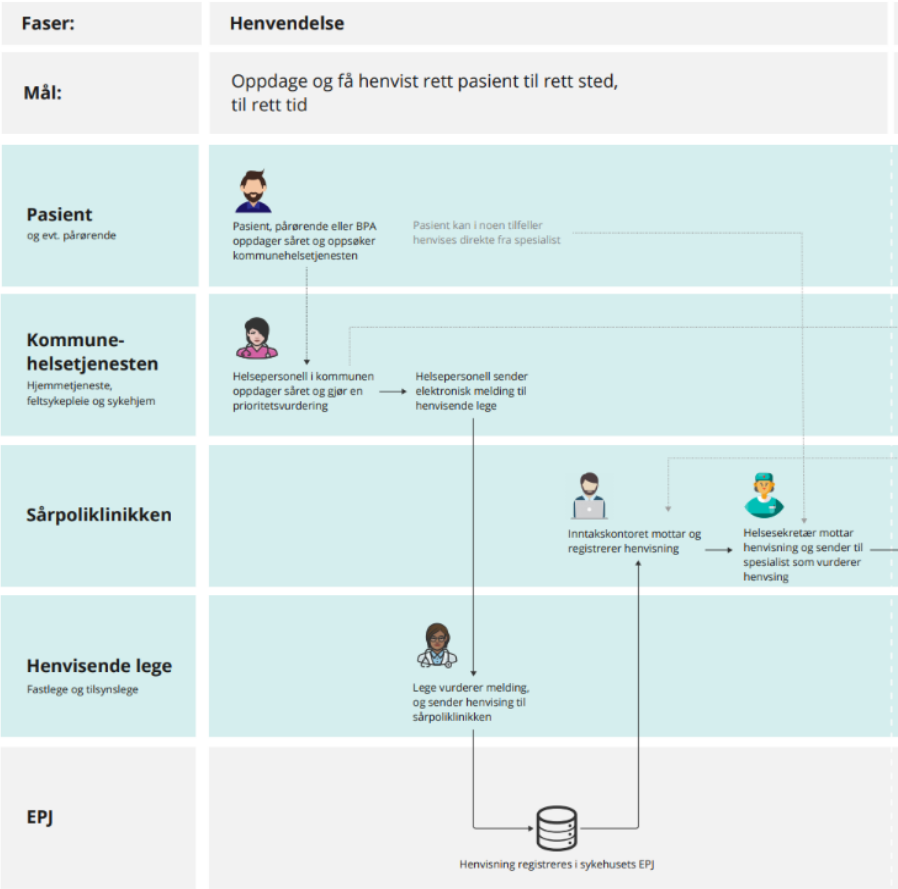 Faser:
Henvendelse
Mål:
Oppdage og få henvist rett pasient til rett sted,
til rett tid
Pasient
og evt. pårørende
Pasient, pårørende eller BPA
oppdager såret og oppsøker
kommunehelsetjenesten
Pasient kan i noen tilfeller
henvises direkte fra spesialist
Kommune-
helsetjenesten
Hjemmetjeneste,
feltsykepleie og sykehjem
Helsepersonell i kommunen
oppdager såret og gjør en
prioritetsvurdering
Helsepersonell sender
elektronisk melding til
henvisende lege
Sårpoliklinikken
Inntakskontoret mottar og
registrerer henvisning
Helsesekretær mottar
henvisning og sender til
spesialist som vurderer
henvsing
Henvisende lege
Fastlege og tilsynslege
Lege vurderer melding,
og sender henvising til
sårpoliklinikken
EPJ
Henvisning registreres i sykehusets EPJ